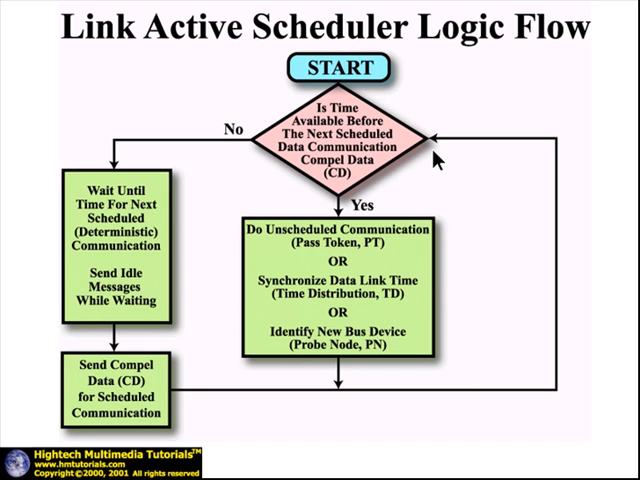 Link Active Scheduler Logic Flow
START
Is Time
Available Before
The Next Scheduled
Data Communication
Compel Data
(CD)
No
Yes
Wait Until
Time For Next
Scheduled
(Deterministic)
Communication
Send Idle
Messages
While Waiting
Send Compel
Data (CD)
for Scheduled
Communication
Do Unscheduled Communication
(Pass Token, PT)
OR
Synchronize Data Link Time
(Time Distribution, TD)
OR
Identify New Bus Device
(Probe Node, PN)
Hightech Multimedia Tutorials™
www.hmtutorials.com
Copyright ©2000, 2001 All rights reserved